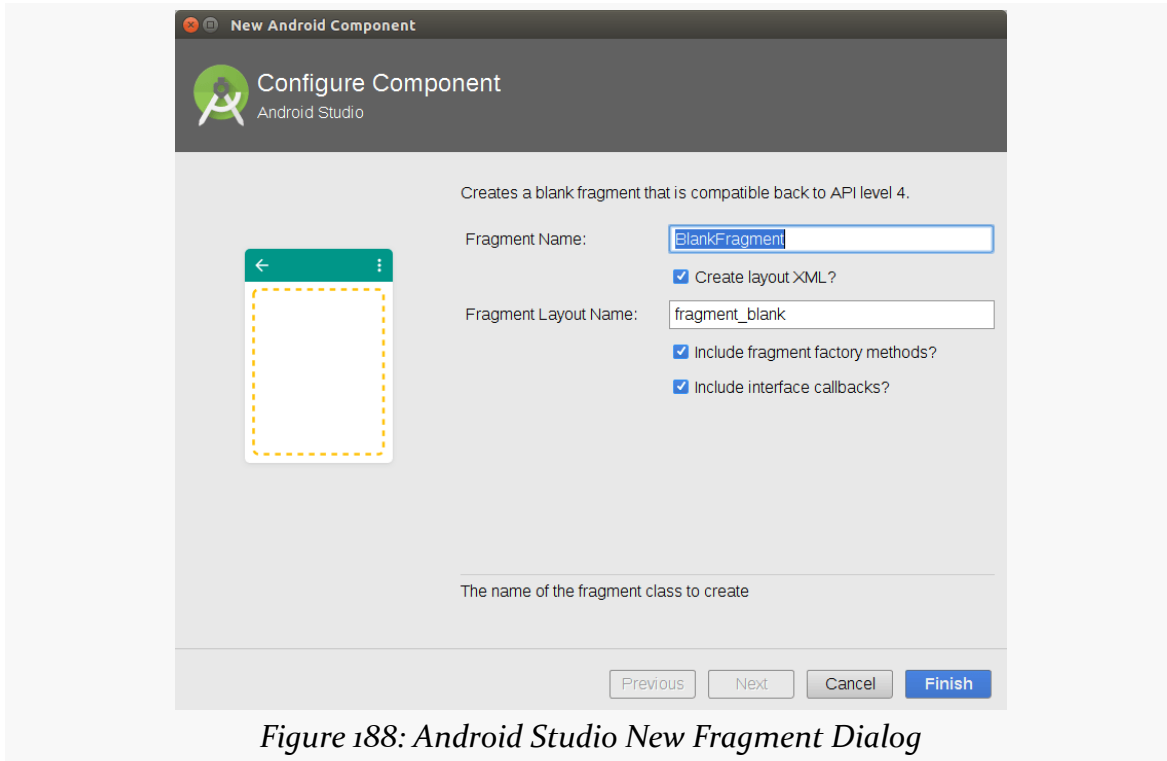 New Android Component
Configure Component
Android Studio
Creates a blank fragment that is compatible back to API level 4.
Fragment Name: BlankFragment
Create layout XML?
Fragment Layout Name: fragment_blank
Include fragment factory methods?
Include interface callbacks?
The name of the fragment class to create
Previous Next Cancel Finish
Figure 188: Android Studio New Fragment Dialog